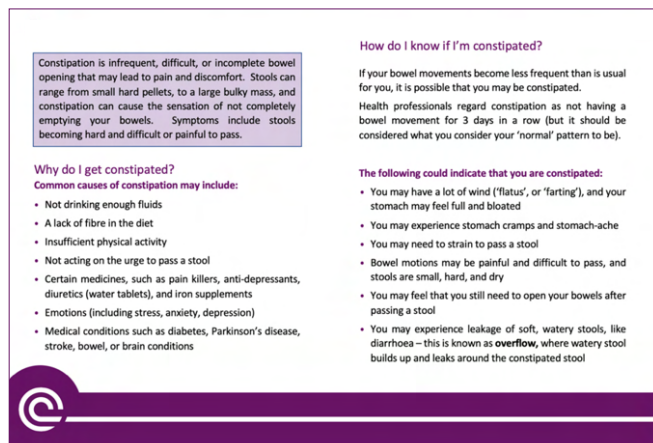 Constipation is infrequent, difficult, or incomplete bowel
opening that may lead to pain and discomfort. Stools can
range from small hard pellets, to a large bulky mass, and
constipation can cause the sensation of not completely
emptying your bowels. Symptoms include stools
becoming hard and difficult or painful to pass.
Why do I get constipated?
Common causes of constipation may include:
• Not drinking enough fluids
• A lack of fibre in the diet
• Insufficient physical activity
• Not acting on the urge to pass a stool
• Certain medicines, such as pain killers, anti-depressants,
diuretics (water tablets), and iron supplements
• Emotions (including stress, anxiety, depression)
• Medical conditions such as diabetes, Parkinson's disease,
stroke, bowel, or brain conditions
How do I know if I'm constipated?
If your bowel movements become less frequent than is usual
for you, it is possible that you may be constipated.
Health professionals regard constipation as not having a
bowel movement for 3 days in a row (but it should be
considered what you consider your 'normal' pattern to be).
The following could indicate that you are constipated:
• You may have a lot of wind ('flatus', or 'farting'), and your
stomach may feel full and bloated
• You may experience stomach cramps and stomach-ache
• You may need to strain to pass a stool
• Bowel motions may be painful and difficult to pass, and
stools are small, hard, and dry
• You may feel that you still need to open your bowels after
passing a stool
• You may experience leakage of soft, watery stools, like
diarrhoea – this is known as overflow, where watery stool
builds up and leaks around the constipated stool